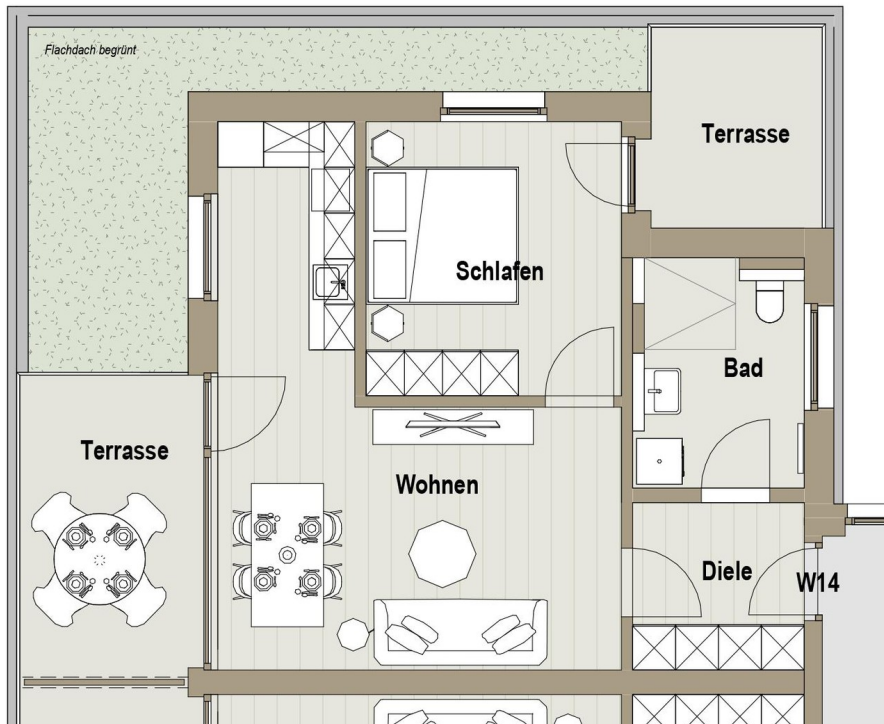 Flachdach begrünt
Terrasse
Schlafen
Bad
Terrasse
Wohnen
Diele
W14